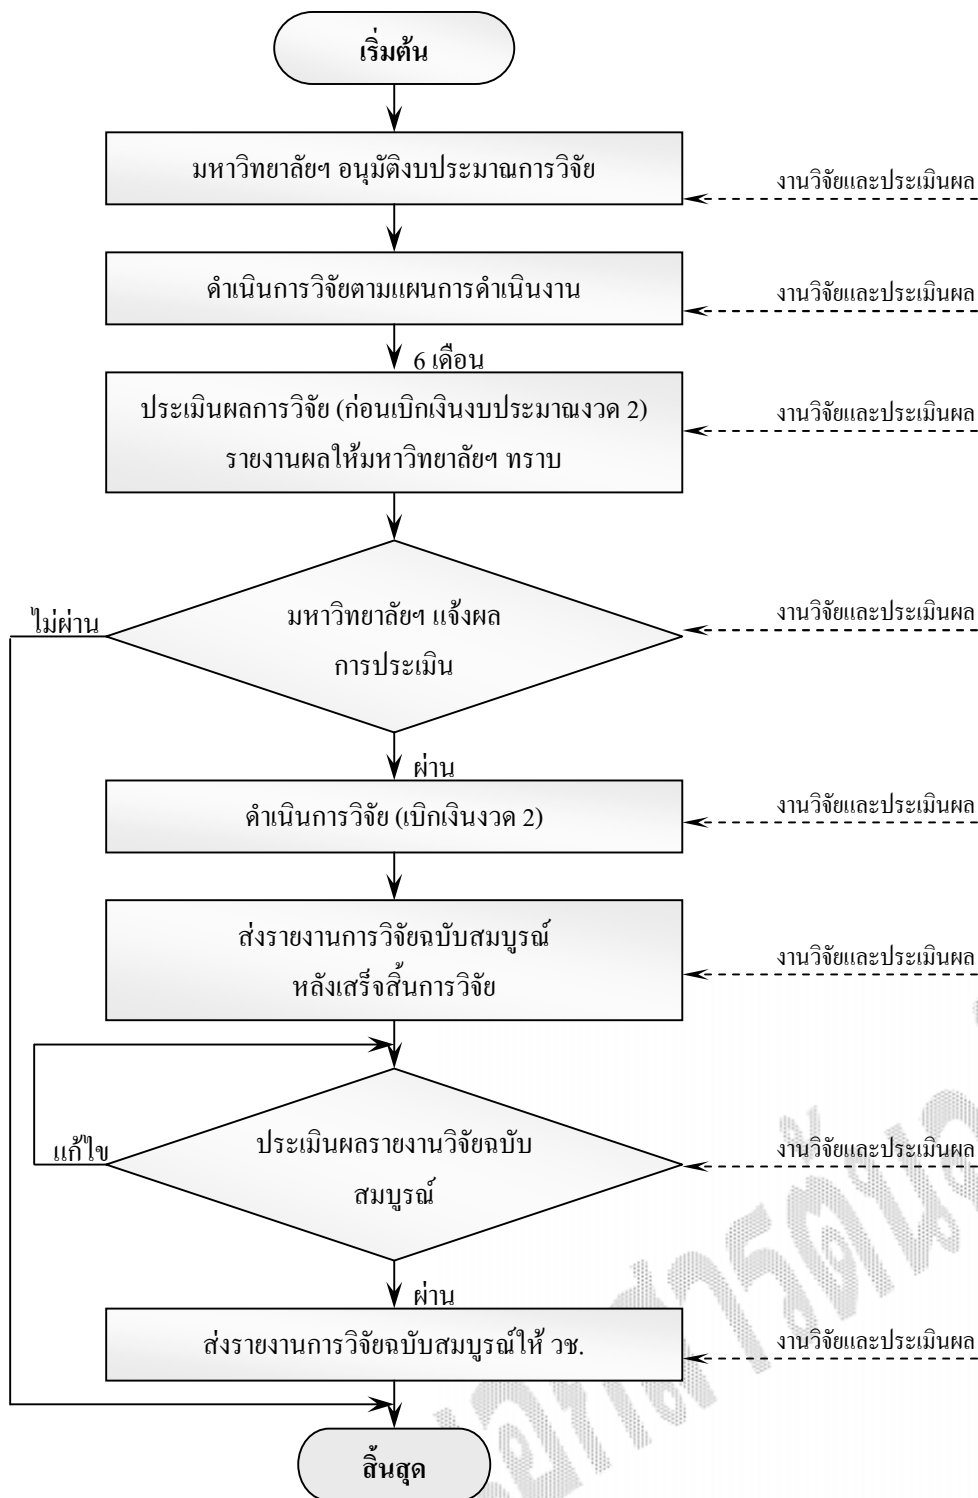 เริ่มต้น
มหาวิทยาลัยฯ อนุมัติงบประมาณการวิจัย
งานวิจัยและประเมินผล
ดำเนินการวิจัยตามแผนการดำเนินงาน
งานวิจัยและประเมินผล
6 เดือน
ประเมินผลการวิจัย (ก่อนเบิกเงินงบประมาณงวด 2)
รายงานผลให้มหาวิทยาลัยฯ ทราบ
งานวิจัยและประเมินผล
ไม่ผ่าน
มหาวิทยาลัยฯ แจ้งผล
การประเมิน
งานวิจัยและประเมินผล
ผ่าน
ดำเนินการวิจัย (เบิกเงินงวด 2)
งานวิจัยและประเมินผล
ส่งรายงานการวิจัยฉบับสมบูรณ์
หลังเสร็จสิ้นการวิจัย
งานวิจัยและประเมินผล
แก้ไข
ประเมินผลรายงานวิจัยฉบับ
สมบูรณ์
งานวิจัยและประเมินผล
ผ่าน
ส่งรายงานการวิจัยฉบับสมบูรณ์ให้ วช.
งานวิจัยและประเมินผล
สิ้นสุด